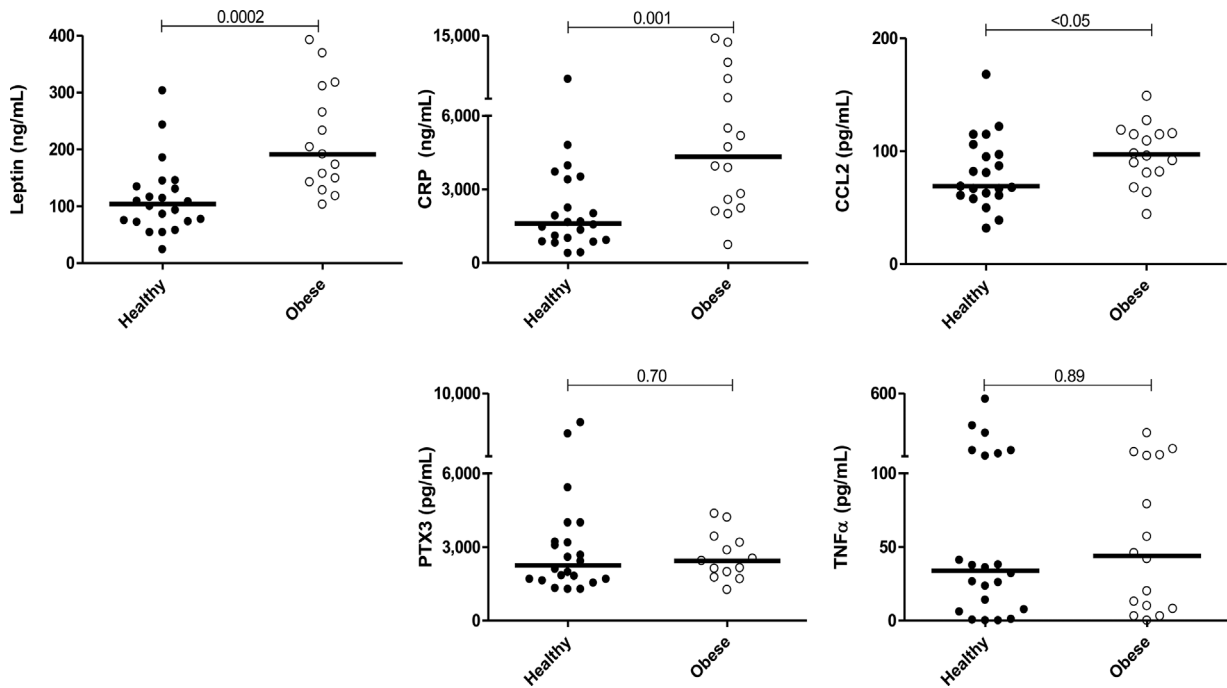 0.0002
400
300
200
100
0
Leptin (ng/mL)
Healthy
Obese
0.001
15,000
6,000
3,000
0
CRP (ng/mL)
Healthy
Obese
<0.05
200
100
0
CCL2 (pg/mL)
Healthy
Obese
0.70
10,000
6,000
3,000
0
PTX3 (pg/mL)
Healthy
Obese
0.89
600
100
50
0
TNFα (pg/mL)
Healthy
Obese